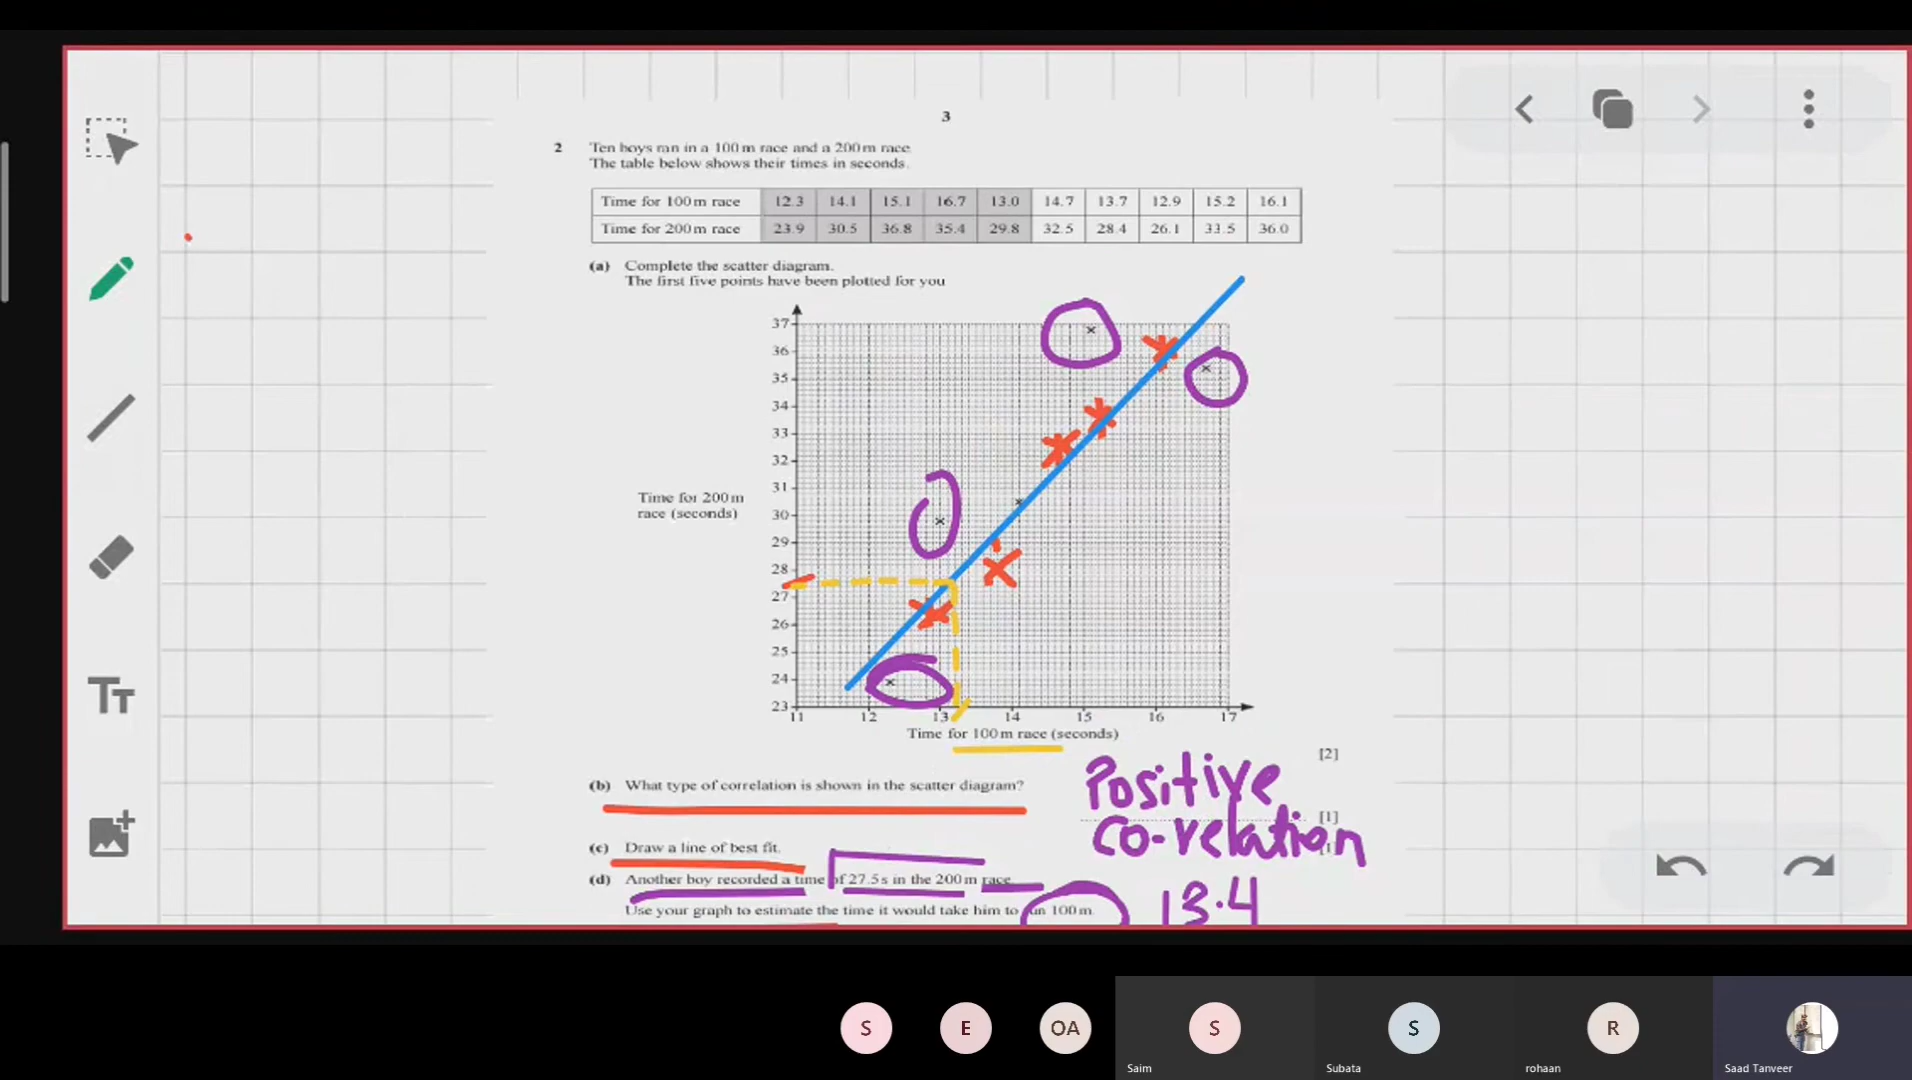 3
2 Ten boys ran in a 100 m race and a 200 m race
The table below shows their times in seconds.
Time for 100 m race 12.3 14.1 15.1 16.7 13.0 14.7 13.7 12.9 15.2 16.1
Time for 200 m race 23.9 30.5 36.8 35.4 29.8 32.5 28.4 26.1 33.5 36.0
(a) Complete the scatter diagram.
The first five points have been plotted for you
37
36
35
34
33
32
31
30
29
28
27
26
25
24
23
Time for 200 m
race (seconds)
11 12 13 14 15 16 17
Time for 100 m race (seconds)
[2]
(b) What type of correlation is shown in the scatter diagram?
Positive
co-relation
[1]
(c) Draw a line of best fit.
[1]
(d) Another boy recorded a time of 27.5 s in the 200 m race.
Use your graph to estimate the time it would take him to run 100 m.
13.4
TT
S E OA S S R
Saim Subata rohaan Saad Tanveer